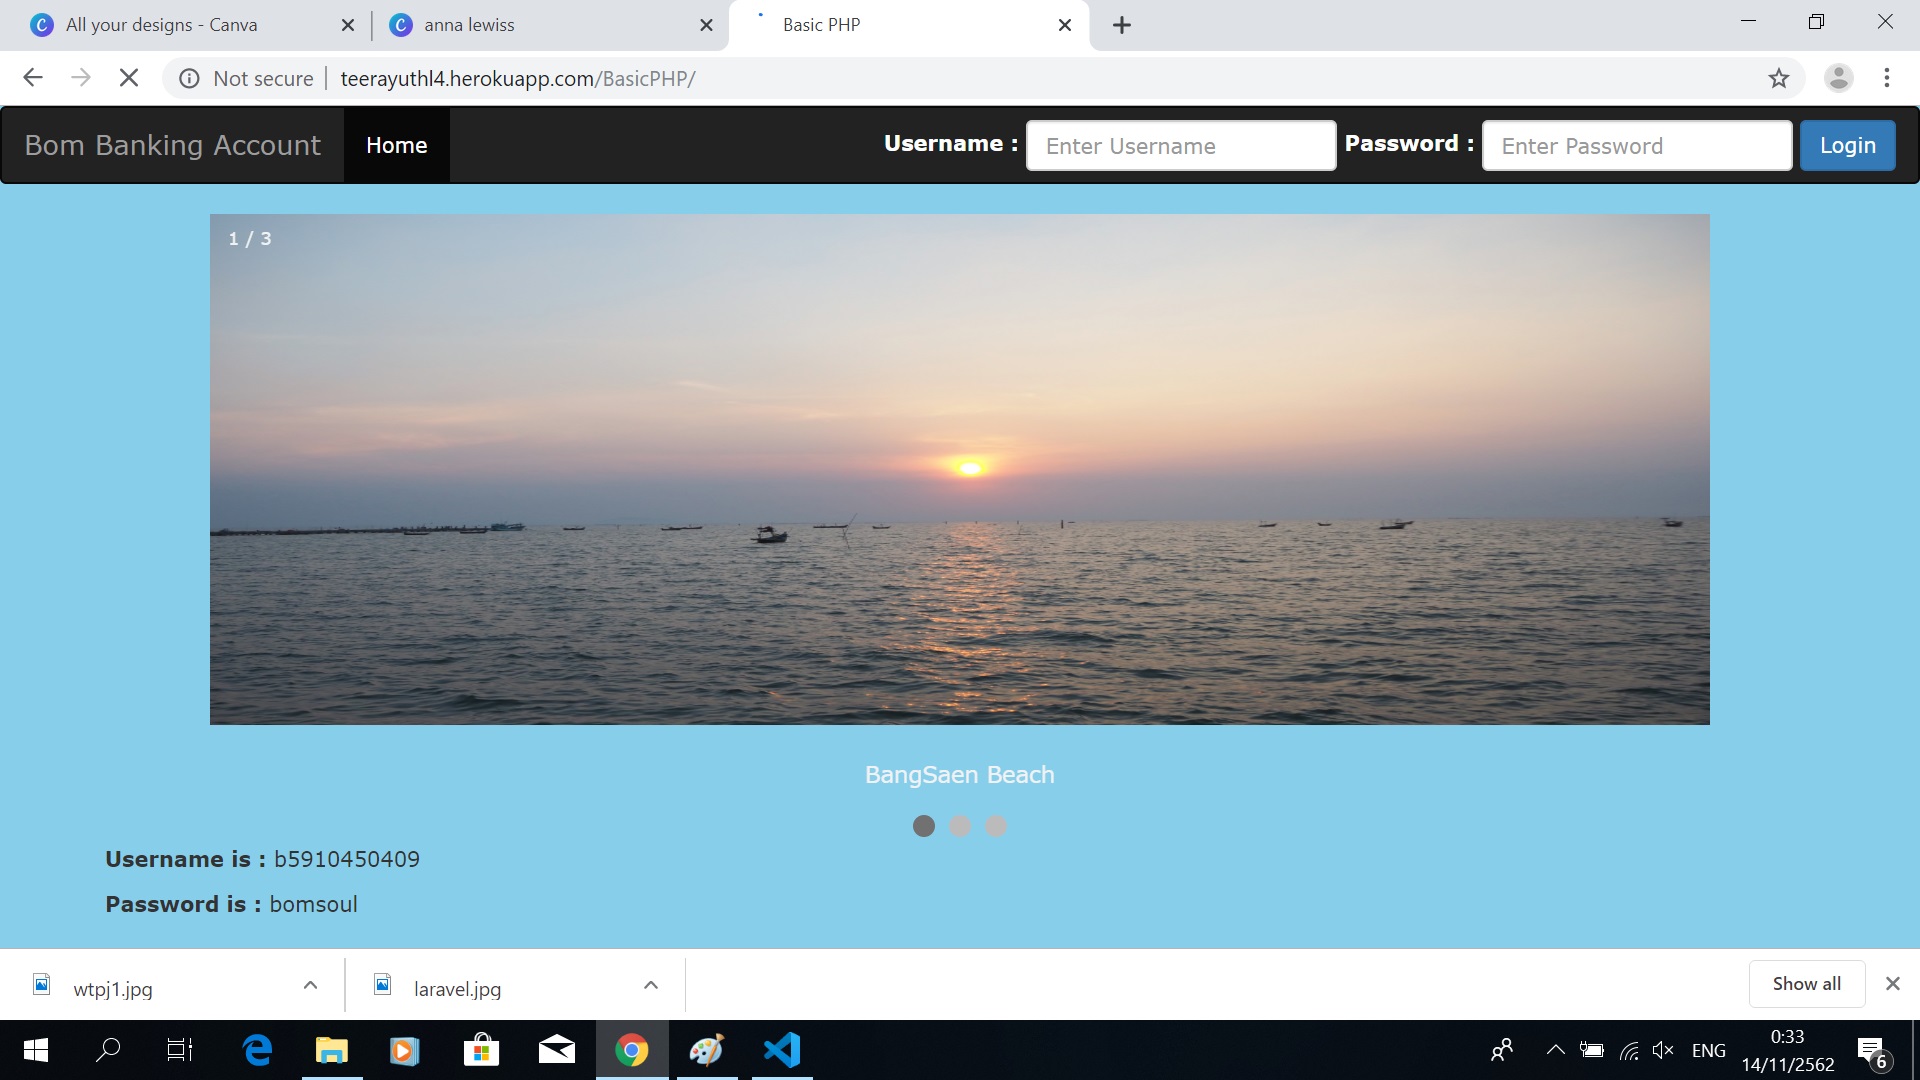 All your designs - Canva
anna lewiss
Basic PHP
Not secure
teerayuthl4.herokuapp.com/BasicPHP/
Bom Banking Account
Home
Username :
Enter Username
Password :
Enter Password
Login
1 / 3
BangSaen Beach
Username is : b5910450409
Password is : bomsoul
wtpj1.jpg
laravel.jpg
Show all
ENG
0:33
14/11/2562
6